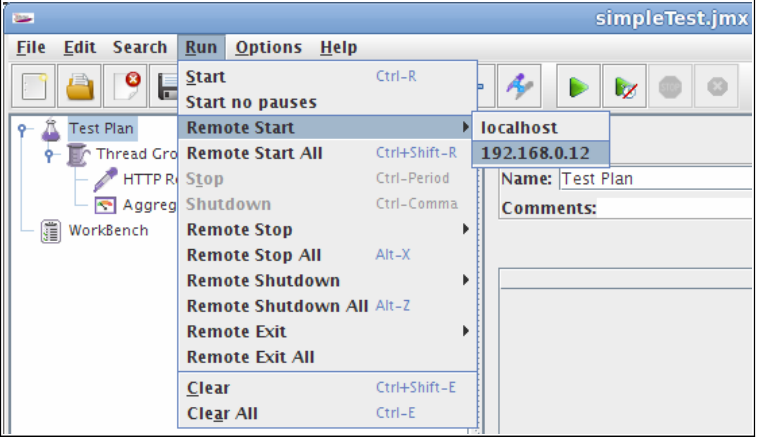 simpleTest.jmx
File Edit Search Run Options Help
Start Ctrl-R
Start no pauses
Remote Start
localhost
192.168.0.12
Remote Start All Ctrl+Shift-R
Stop Ctrl-Period
Shutdown Ctrl-Comma
Remote Stop
Remote Stop All Alt-X
Remote Shutdown
Remote Shutdown All Alt-Z
Remote Exit
Remote Exit All
Clear Ctrl+Shift-E
Clear All Ctrl-E
Test Plan
Thread Gro
HTTP R
Aggreg
WorkBench
Name: Test Plan
Comments: